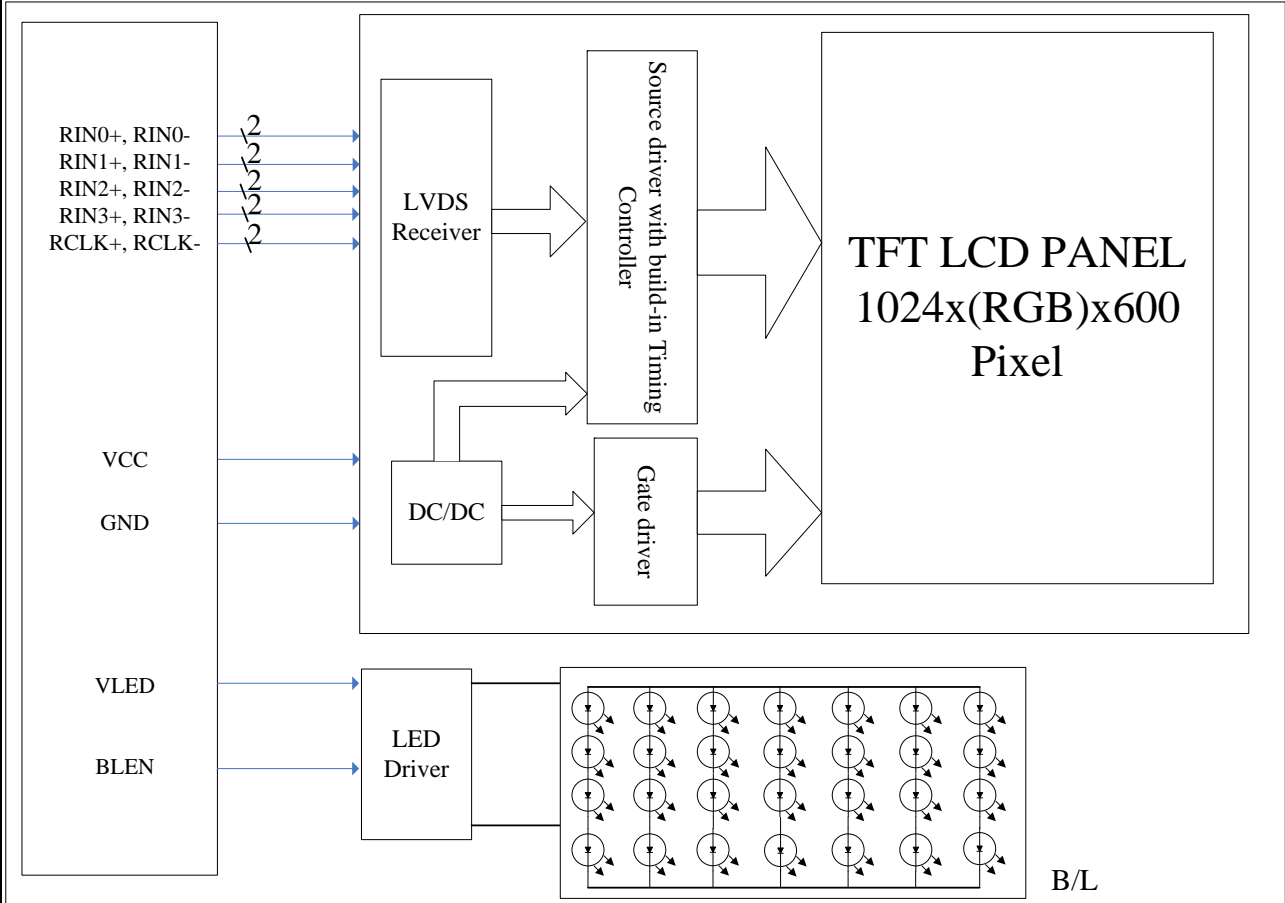 RIN0+, RIN0-
2
RIN1+, RIN1-
2
RIN2+, RIN2-
2
RIN3+, RIN3-
2
RCLK+, RCLK-
2
VCC
GND
VLED
BLEN
LVDS
Receiver
Source driver with build-in Timing
Controller
DC/DC
Gate driver
TFT LCD PANEL
1024x(RGB)x600
Pixel
LED
Driver
B/L